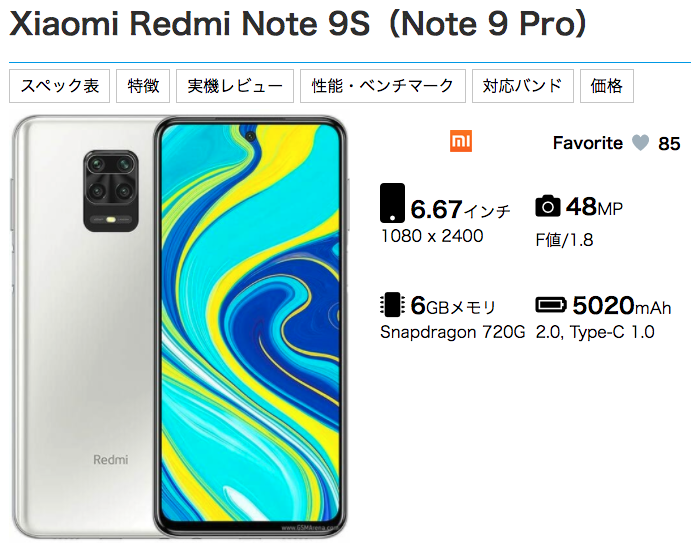 Xiaomi Redmi Note 9S（Note 9 Pro）
スペック表 特徴 実機レビュー 性能・ベンチマーク 対応バンド 価格
mi
Favorite 85
6.67インチ
1080 x 2400
48MP
F値/1.8
6GBメモリ
Snapdragon 720G
5020mAh
2.0, Type-C 1.0
Redmi
www.GSMArena.com